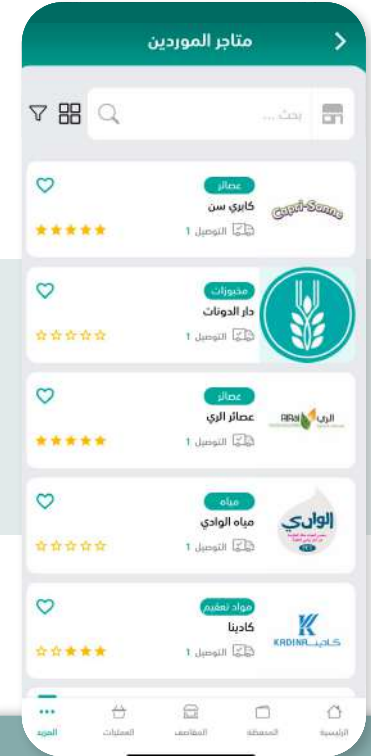 متاجر الموردين
بحث ...
عصائر
كابري سن
التوصيل 1
Capri-Sonne
مخبوزات
دار الدونات
التوصيل 1
عصائر
عصائر الري
التوصيل 1
الري
AlRai
مياه
مياه الوادي
التوصيل 1
الوادي
مواد تعقيم
كادينا
التوصيل 1
KADINA كادينا
الرئيسية
المحفظة
المقاصف
العمليات
المزيد